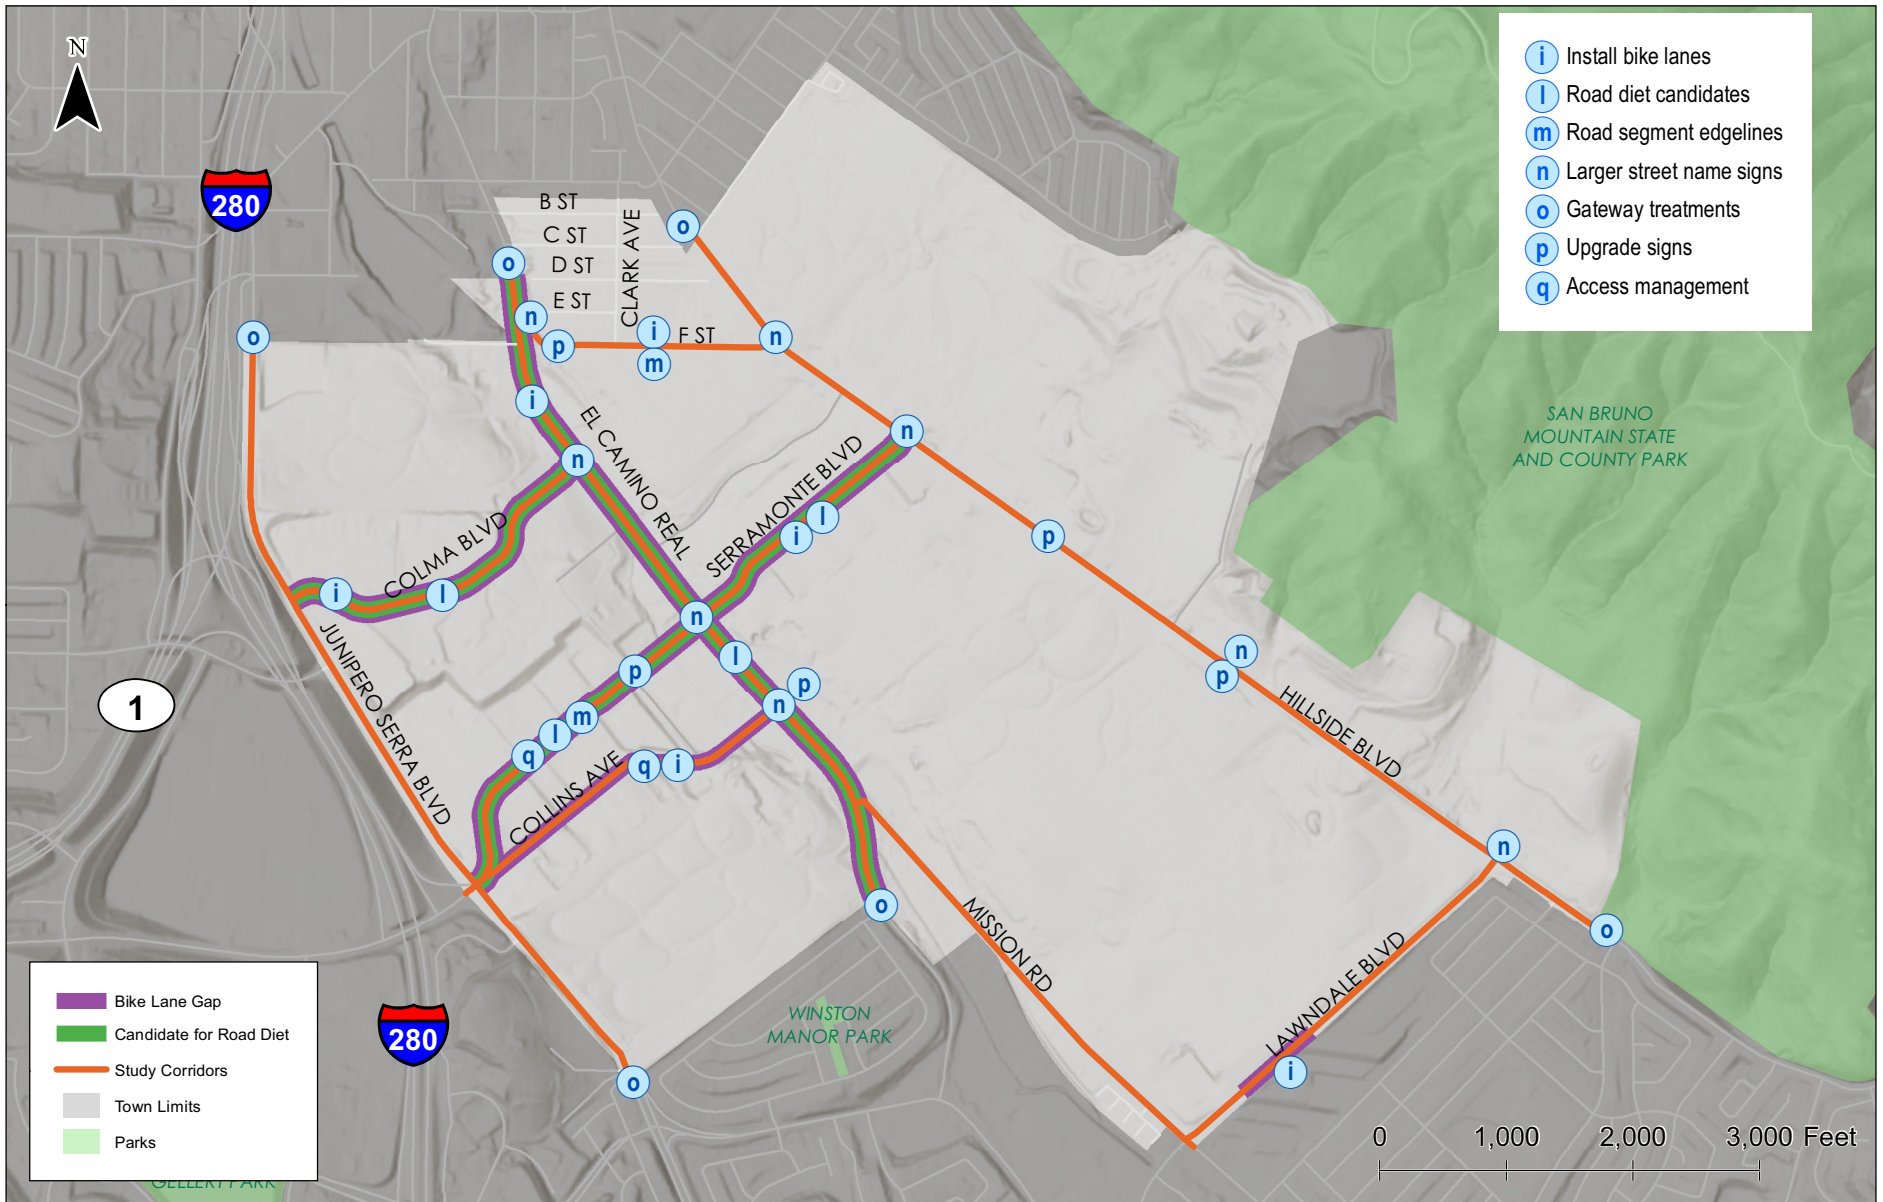 N
i Install bike lanes
l Road diet candidates
m Road segment edgelines
n Larger street name signs
o Gateway treatments
p Upgrade signs
q Access management
280
B ST
C ST
D ST
E ST
CLARK AVE
F ST
o
o
o
n
p
i
m
n
i
n
n
EL CAMINO REAL
SERRAMONTE BLVD
l
i
p
COLMA BLVD
i
l
SAN BRUNO
MOUNTAIN STATE
AND COUNTY PARK
n
l
p
n
p
n
p
m
l
q
q
i
1
JUNIPERO SERRA BLVD
COLLINS AVE
HILLSIDE BLVD
n
o
o
MISSION RD
LAWNDALE BLVD
i
o
WINSTON
MANOR PARK
280
Bike Lane Gap
Candidate for Road Diet
Study Corridors
Town Limits
Parks
GELLERT PARK
0 1,000 2,000 3,000 Feet